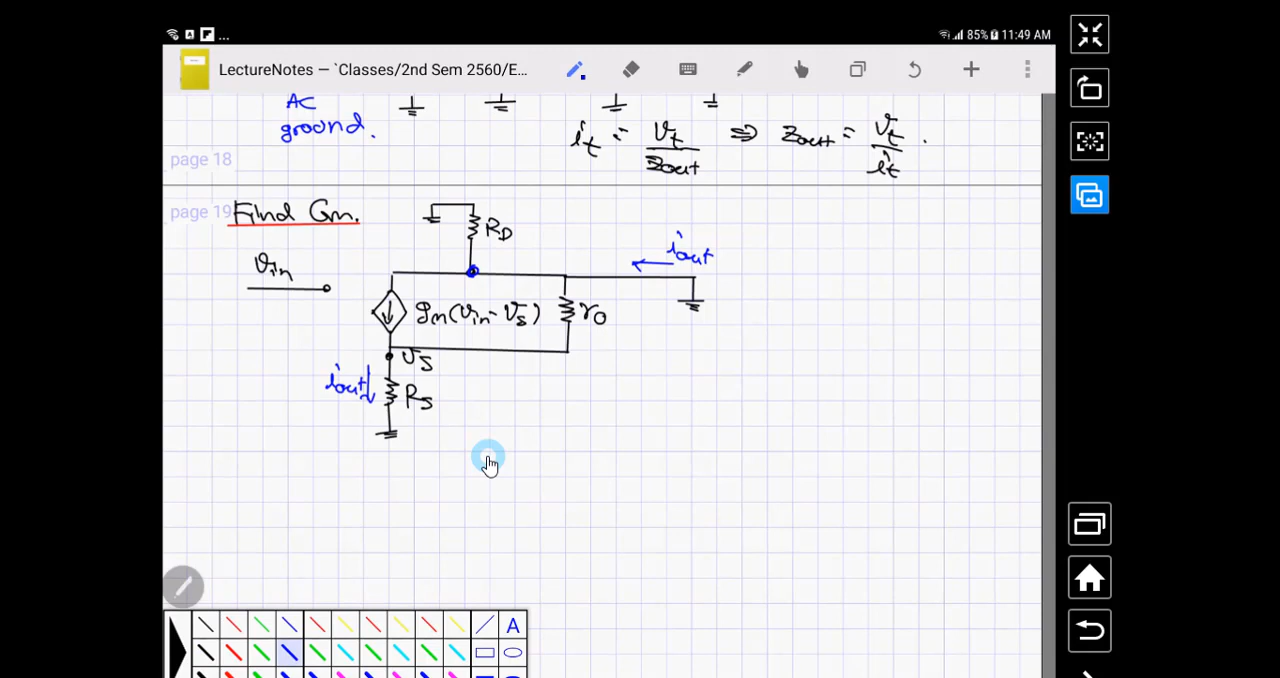 ... 85% 11:49 AM
LectureNotes — `Classes/2nd Sem 2560/E...
A
AC
ground.
it = vt / zout ⇒ zout = vt / it .
page 18
page 19 Find Gm.
RD
iout
vin
gm(vin - vs)
ro
vs
iout
Rs
A